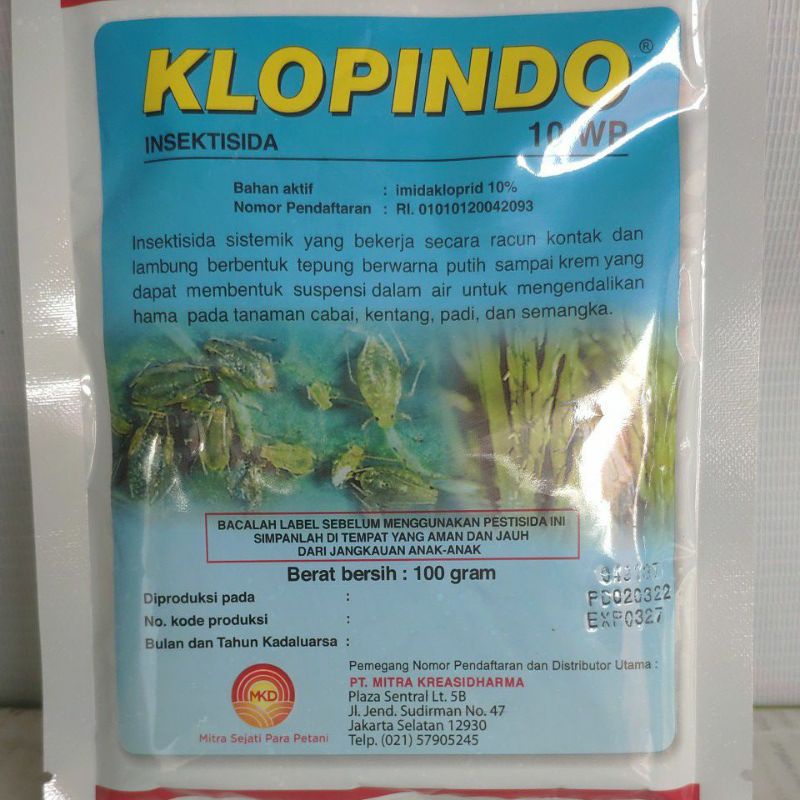 KLOPINDO®
INSEKTISIDA 10 WP
Bahan aktif : imidakloprid 10%
Nomor Pendaftaran : RI. 01010120042093
Insektisida sistemik yang bekerja secara racun kontak dan
lambung berbentuk tepung berwarna putih sampai krem yang
dapat membentuk suspensi dalam air untuk mengendalikan
hama pada tanaman cabai, kentang, padi, dan semangka.
BACALAH LABEL SEBELUM MENGGUNAKAN PESTISIDA INI
SIMPANLAH DI TEMPAT YANG AMAN DAN JAUH
DARI JANGKAUAN ANAK-ANAK
Berat bersih : 100 gram
Diproduksi pada :
PD020322
No. kode produksi :
EXP0327
Bulan dan Tahun Kadaluarsa :
MKD
Mitra Sejati Para Petani
Pemegang Nomor Pendaftaran dan Distributor Utama :
PT. MITRA KREASIDHARMA
Plaza Sentral Lt. 5B
Jl. Jend. Sudirman No. 47
Jakarta Selatan 12930
Telp. (021) 57905245